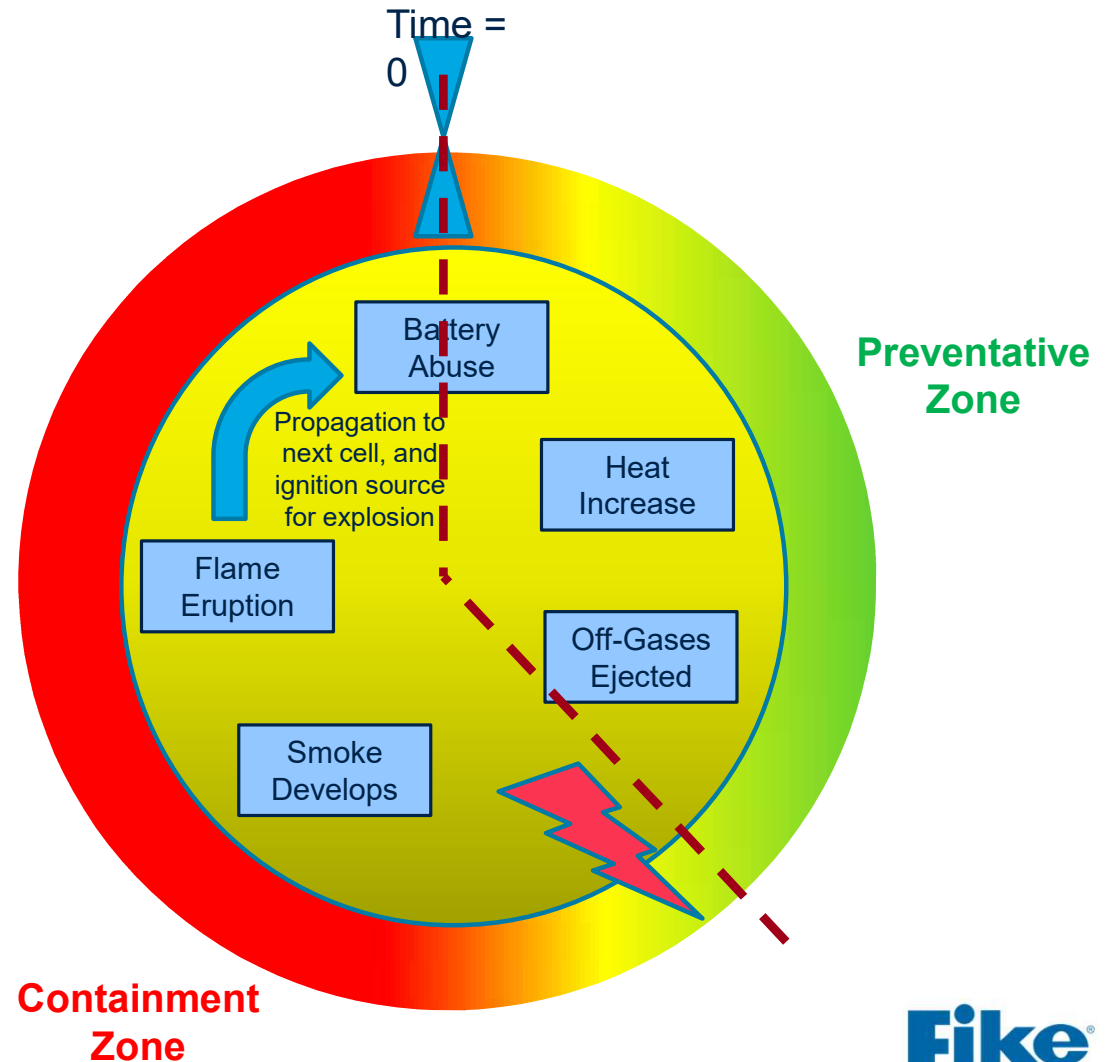 Time =
0
Battery
Abuse
Preventative
Zone
Propagation to
next cell, and
ignition source
for explosion
Heat
Increase
Flame
Eruption
Off-Gases
Ejected
Smoke
Develops
Containment
Zone
Fike®